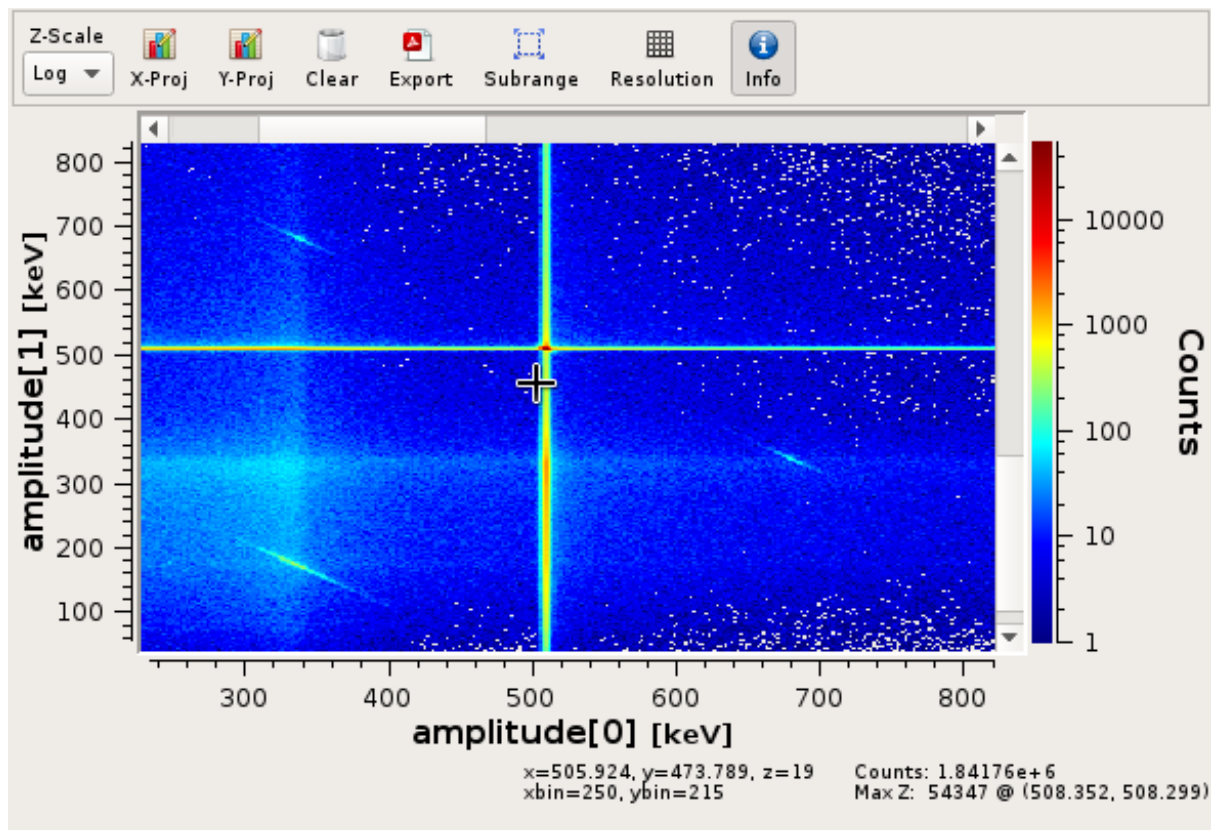 Z-Scale
Log
X-Proj Y-Proj Clear Export Subrange Resolution Info
800
700
600
500
400
300
200
100
amplitude[1] [keV]
10000
1000
100
10
1
Counts
300 400 500 600 700 800
amplitude[0] [keV]
x=505.924, y=473.789, z=19 Counts: 1.84176e+6
xbin=250, ybin=215 Max Z: 54347 @ (508.352, 508.299)